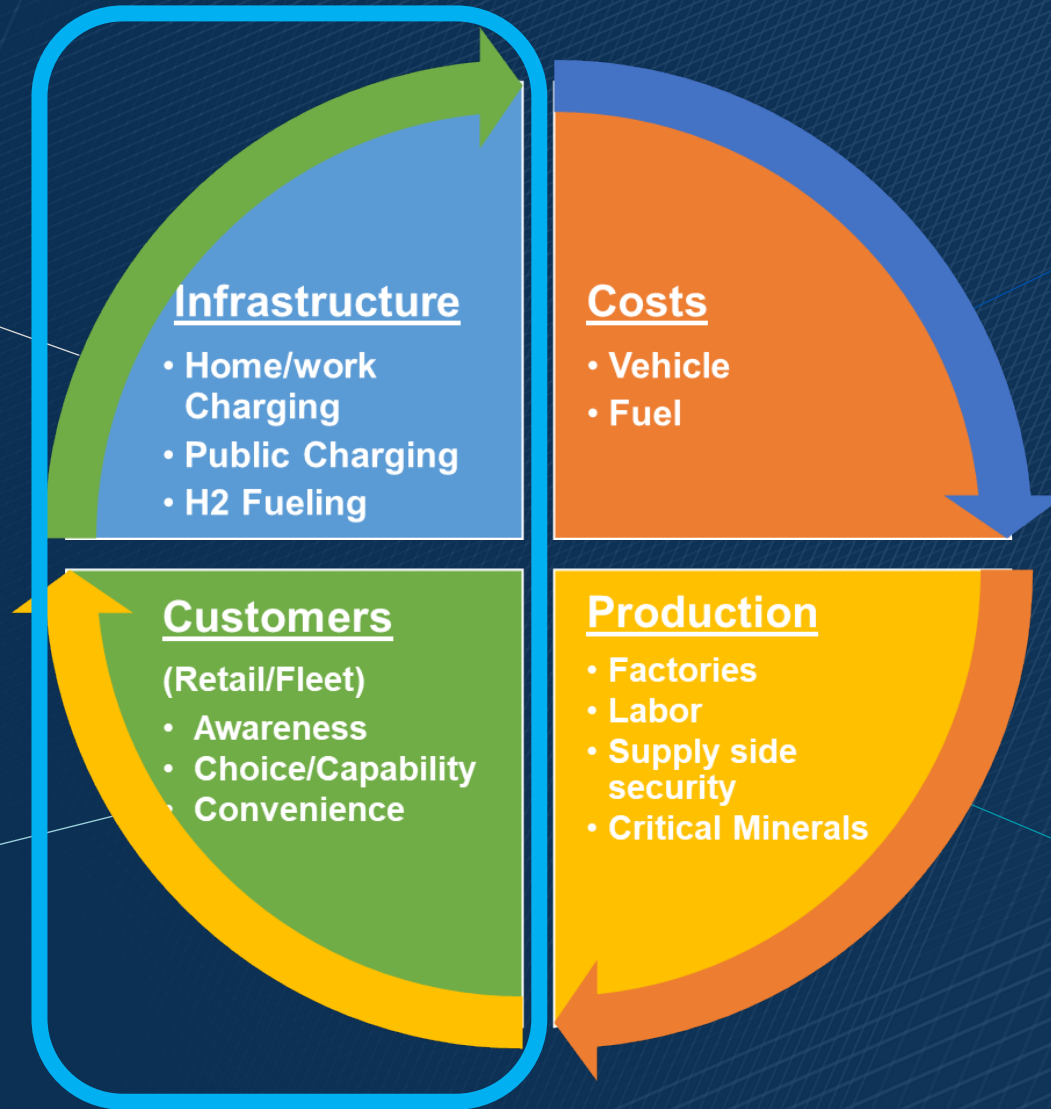 Infrastructure
• Home/work
Charging
• Public Charging
• H2 Fueling
Costs
• Vehicle
• Fuel
Customers
(Retail/Fleet)
• Awareness
• Choice/Capability
• Convenience
Production
• Factories
• Labor
• Supply side
security
• Critical Minerals